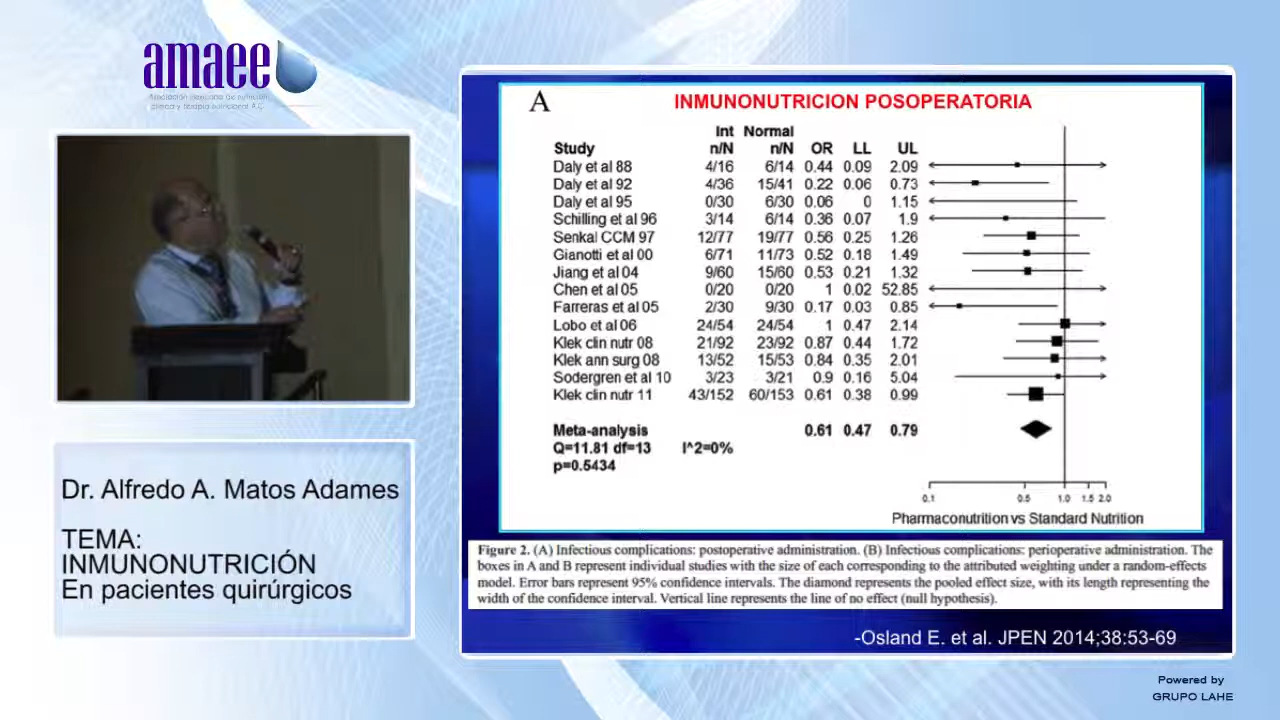 amaee
Asociación Mexicana de nutrición
clínica y terapia nutricional A.C.
Dr. Alfredo A. Matos Adames
TEMA:
INMUNONUTRICIÓN
En pacientes quirúrgicos
A
INMUNONUTRICION POSOPERATORIA
Int Normal
Study n/N n/N OR LL UL
Daly et al 88 4/16 6/14 0.44 0.09 2.09
Daly et al 92 4/36 15/41 0.22 0.06 0.73
Daly et al 95 0/30 6/30 0.06 0 1.15
Schilling et al 96 3/14 6/14 0.36 0.07 1.9
Senkal CCM 97 12/77 19/77 0.56 0.25 1.26
Gianotti et al 00 6/71 11/73 0.52 0.18 1.49
Jiang et al 04 9/60 15/60 0.53 0.21 1.32
Chen et al 05 0/20 0/20 1 0.02 52.85
Farreras et al 05 2/30 9/30 0.17 0.03 0.85
Lobo et al 06 24/54 24/54 1 0.47 2.14
Klek clin nutr 08 21/92 23/92 0.87 0.44 1.72
Klek ann surg 08 13/52 15/53 0.84 0.35 2.01
Sodergren et al 10 3/23 3/21 0.9 0.16 5.04
Klek clin nutr 11 43/152 60/153 0.61 0.38 0.99
Meta-analysis 0.61 0.47 0.79
Q=11.81 df=13 I^2=0%
p=0.5434
0.1 0.5 1.0 1.5 2.0
Pharmaconutrition vs Standard Nutrition
Figure 2. (A) Infectious complications: postoperative administration. (B) Infectious complications: perioperative administration. The
boxes in A and B represent individual studies with the size of each corresponding to the attributed weighting under a random-effects
model. Error bars represent 95% confidence intervals. The diamond represents the pooled effect size, with its length representing the
width of the confidence interval. Vertical line represents the line of no effect (null hypothesis).
-Osland E. et al. JPEN 2014;38:53-69
Powered by
GRUPO LAHE